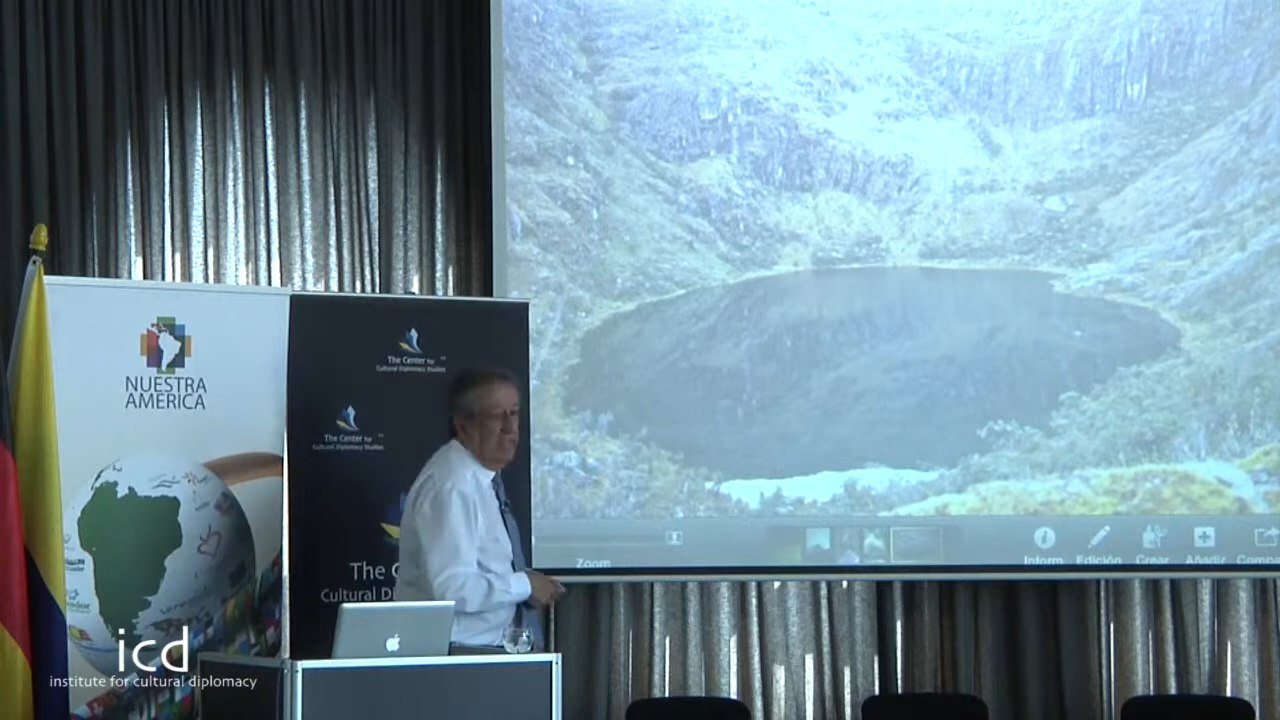 NUESTRA
AMERICA
The Center for
Cultural Diplomacy Studies
The Center for
Cultural Diplomacy Studies
The C
Cultural Di
Zoom
Inform
Edición
Crear
Añadir
Compa
icd
institute for cultural diplomacy